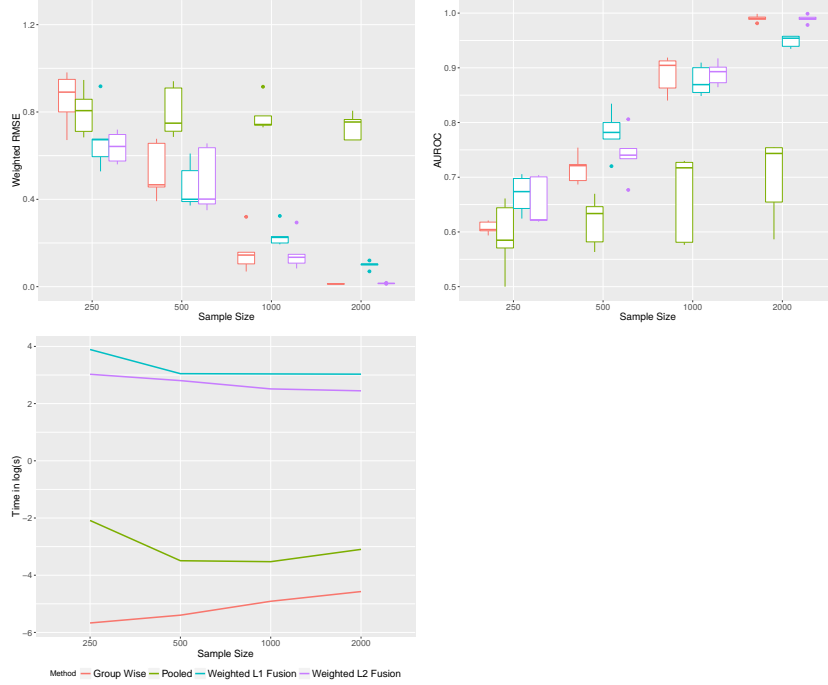 1.2
0.8
0.4
0.0
Weighted RMSE
250 500 1000 2000
Sample Size
1.0
0.9
0.8
0.7
0.6
0.5
AUROC
250 500 1000 2000
Sample Size
4
2
0
−2
−4
−6
Time in log(s)
250 500 1000 2000
Sample Size
Method Group Wise Pooled Weighted L1 Fusion Weighted L2 Fusion